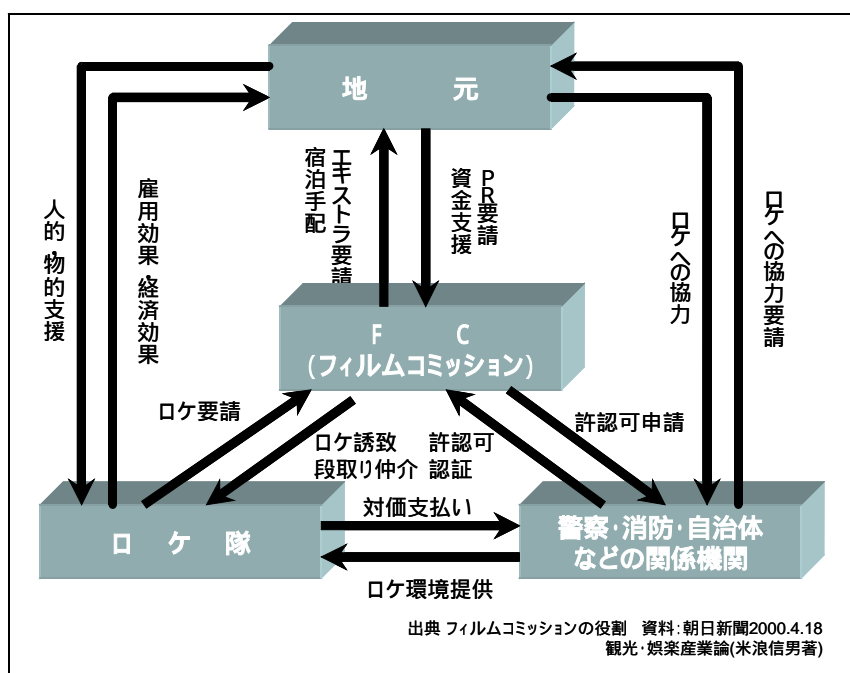 地 元
エキストラ要請
宿泊手配
PR要請
資金支援
人的・物的支援
雇用効果・経済効果
ロケへの協力
ロケへの協力要請
F C
(フィルムコミッション)
ロケ要請
ロケ誘致
段取り仲介
許認可
認証
許認可申請
ロ ケ 隊
対価支払い
ロケ環境提供
警察・消防・自治体
などの関係機関
出典 フィルムコミッションの役割 資料:朝日新聞2000.4.18
観光・娯楽産業論(米浪信男著)